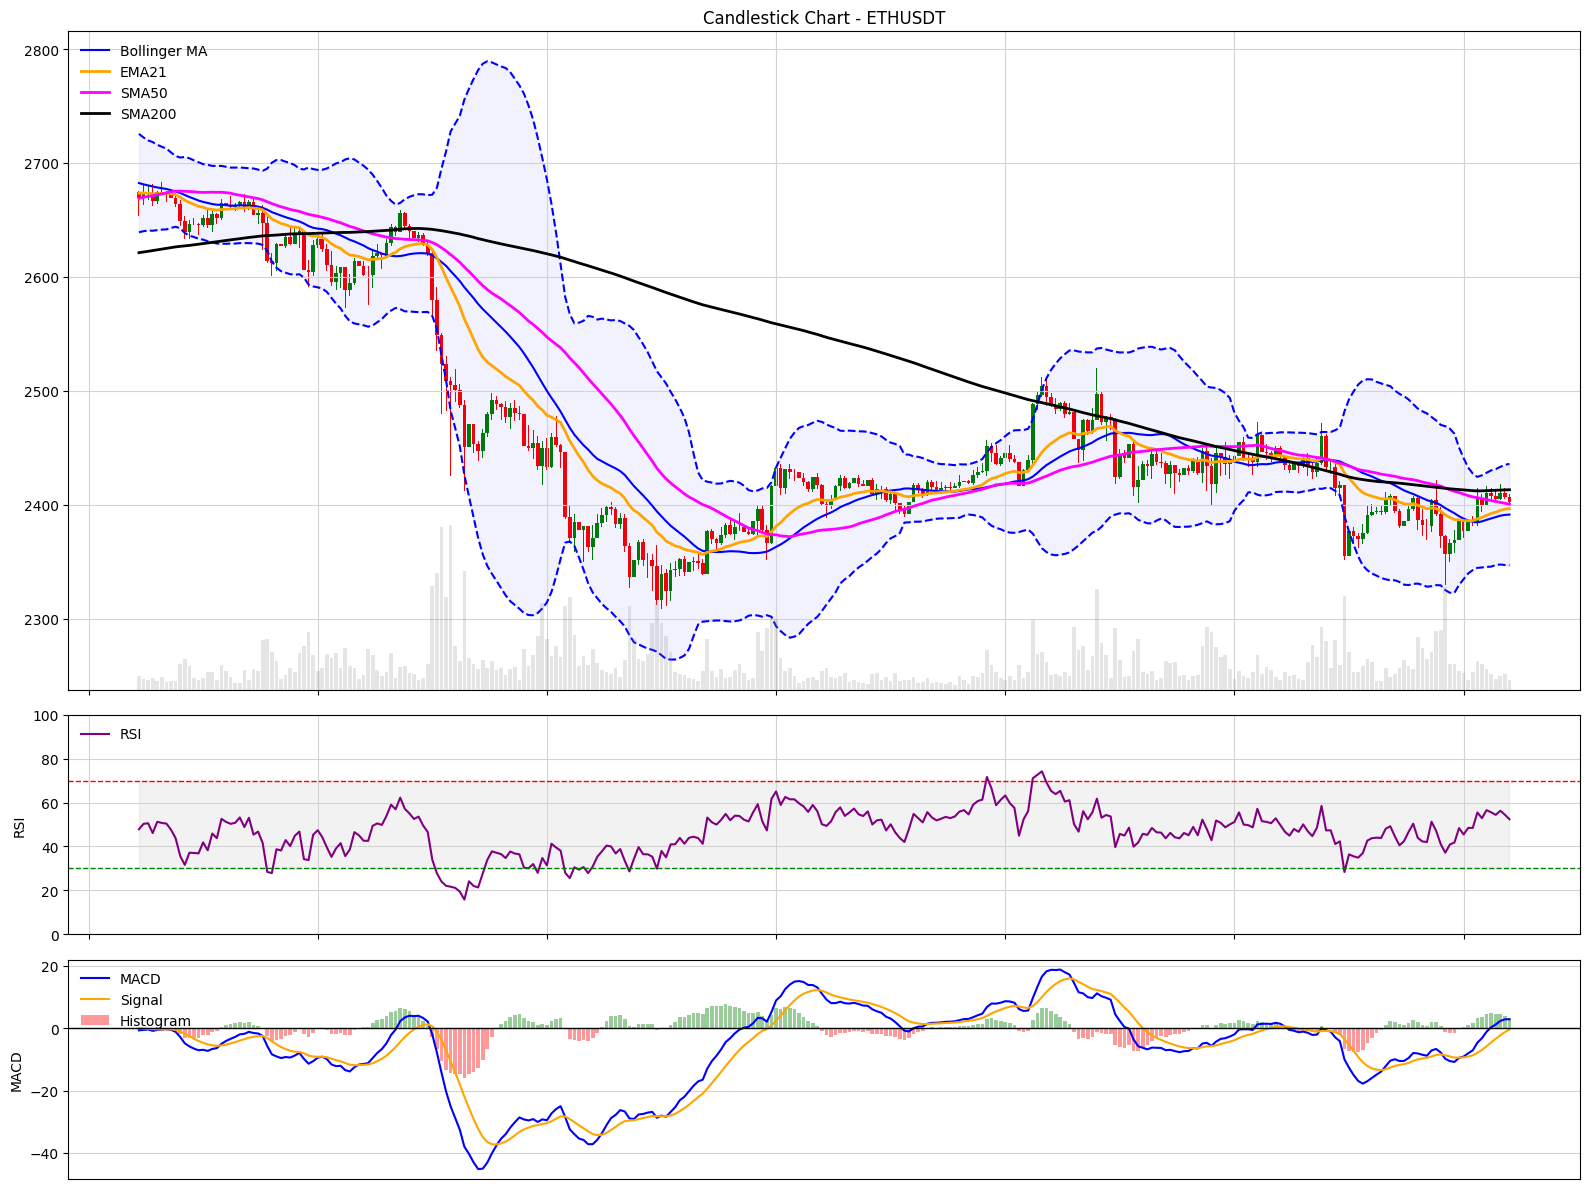 Candlestick Chart - ETHUSDT
2800
2700
2600
2500
2400
2300
Bollinger MA
EMA21
SMA50
SMA200
100
80
60
40
20
0
RSI
RSI
20
0
−20
−40
MACD
MACD
Signal
Histogram